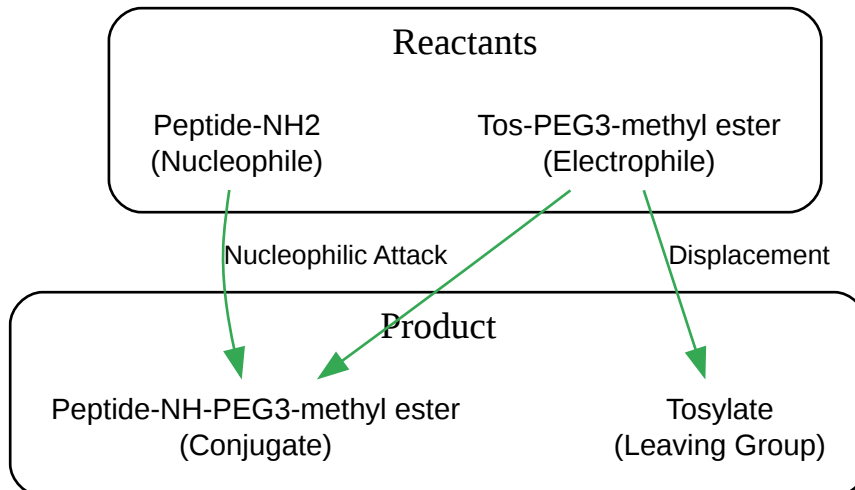 Reactants
Peptide-NH2
(Nucleophile)
Tos-PEG3-methyl ester
(Electrophile)
Nucleophilic Attack
Displacement
Product
Peptide-NH-PEG3-methyl ester
(Conjugate)
Tosylate
(Leaving Group)